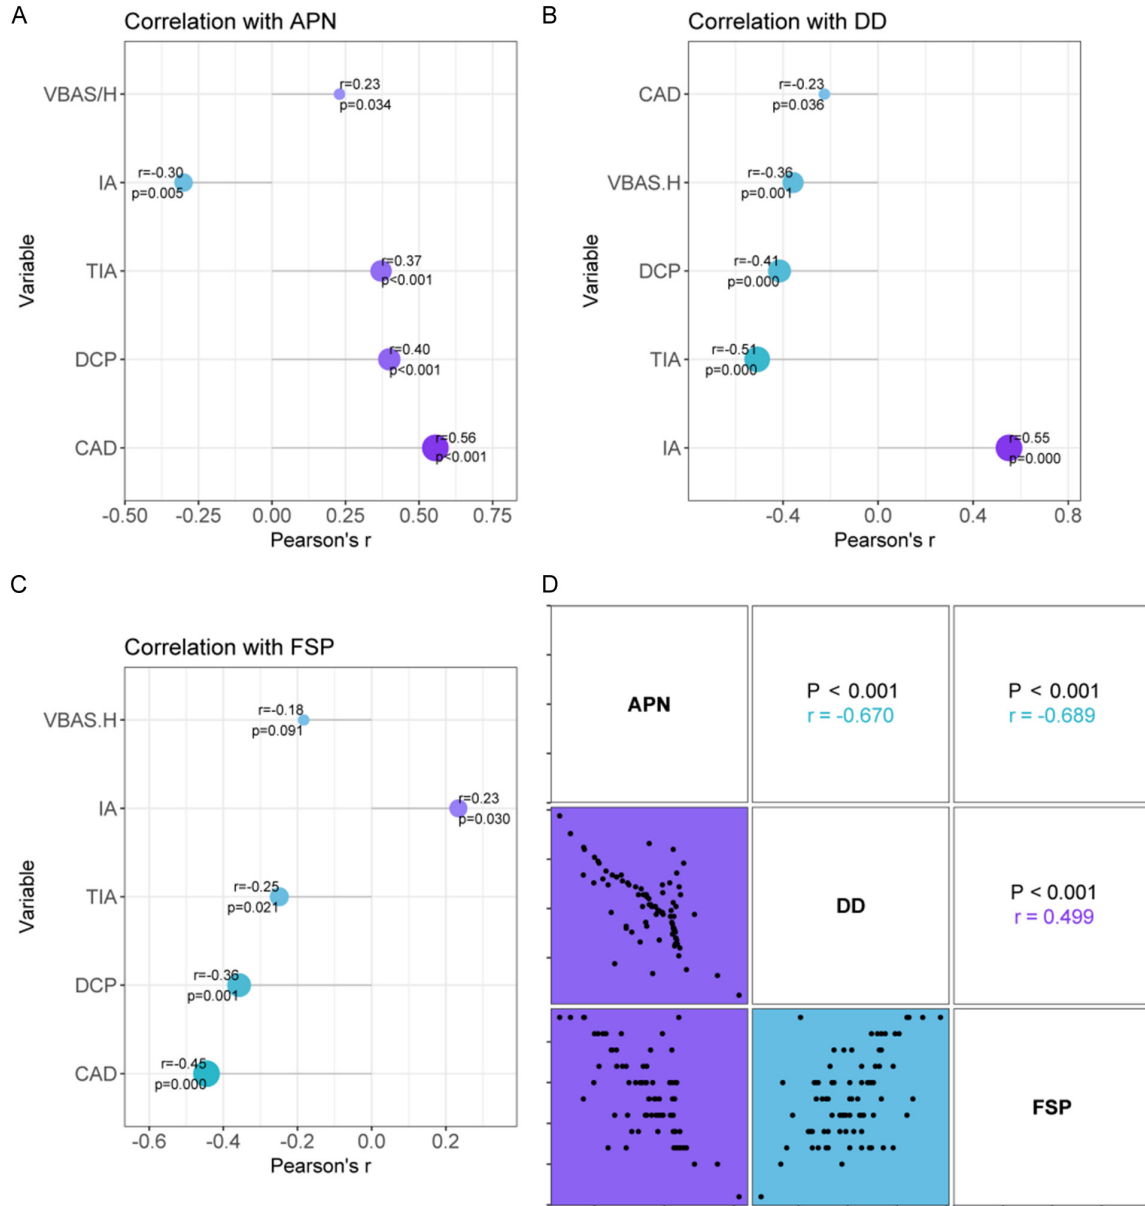 A
Correlation with APN
VBAS/H
r=0.23
p=0.034
IA
r=-0.30
p=0.005
TIA
r=0.37
p<0.001
DCP
r=0.40
p<0.001
CAD
r=0.56
p<0.001
Variable
-0.50 -0.25 0.00 0.25 0.50 0.75
Pearson's r
B
Correlation with DD
CAD
r=-0.23
p=0.036
VBAS.H
r=-0.36
p=0.001
DCP
r=-0.41
p=0.000
TIA
r=-0.51
p=0.000
IA
r=0.55
p=0.000
Variable
-0.4 0.0 0.4 0.8
Pearson's r
C
Correlation with FSP
VBAS.H
r=-0.18
p=0.091
IA
r=0.23
p=0.030
TIA
r=-0.25
p=0.021
DCP
r=-0.36
p=0.001
CAD
r=-0.45
p=0.000
Variable
-0.6 -0.4 -0.2 0.0 0.2
Pearson's r
D
APN
P < 0.001
r = -0.670
P < 0.001
r = -0.689
DD
P < 0.001
r = 0.499
FSP